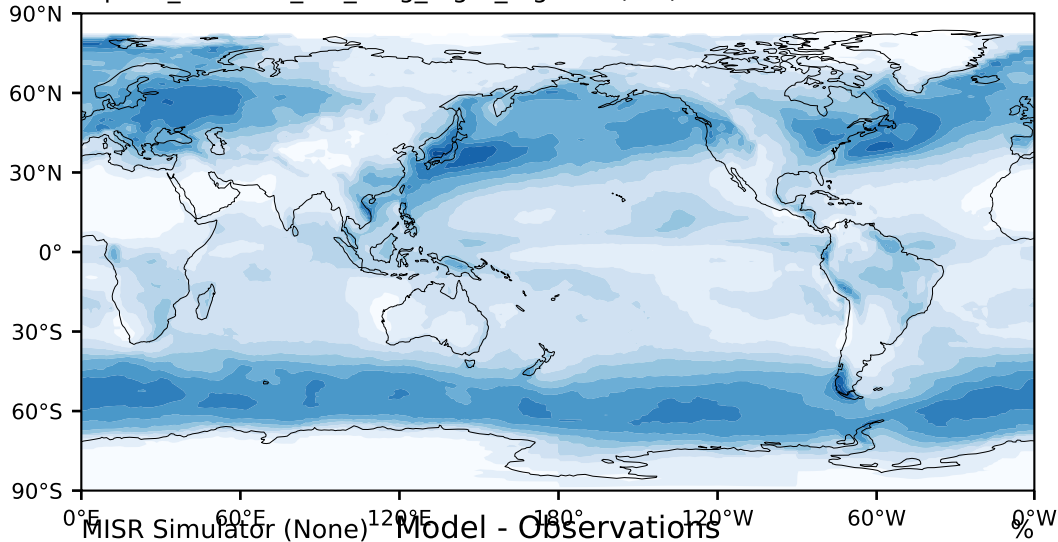 90°N
60°N
30°N
0°
30°S
60°S
90°S
0°E 60°E 120°E 180° 120°W 60°W 0°W
MISR Simulator (None) Model - Observations %